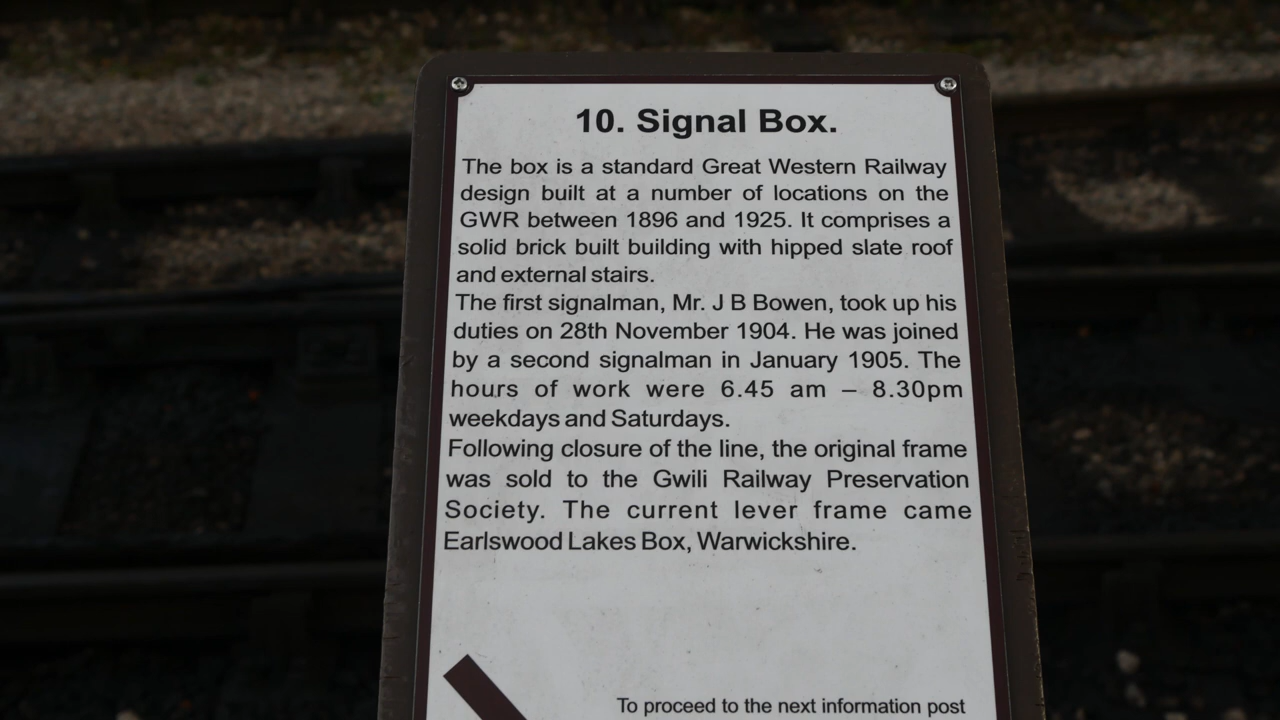 10. Signal Box.
The box is a standard Great Western Railway
design built at a number of locations on the
GWR between 1896 and 1925. It comprises a
solid brick built building with hipped slate roof
and external stairs.
The first signalman, Mr. J B Bowen, took up his
duties on 28th November 1904. He was joined
by a second signalman in January 1905. The
hours of work were 6.45 am – 8.30pm
weekdays and Saturdays.
Following closure of the line, the original frame
was sold to the Gwili Railway Preservation
Society. The current lever frame came
Earlswood Lakes Box, Warwickshire.
To proceed to the next information post